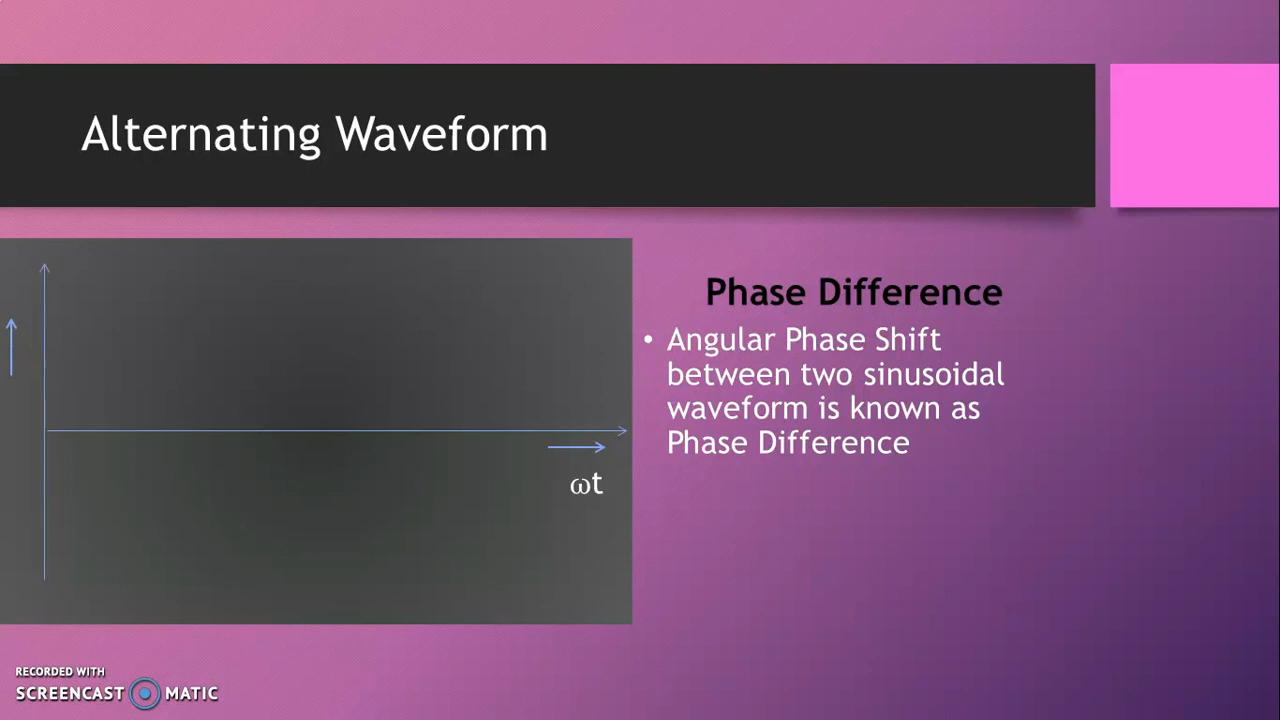 Alternating Waveform
Phase Difference
• Angular Phase Shift
between two sinusoidal
waveform is known as
Phase Difference
ωt
RECORDED WITH
SCREENCAST MATIC